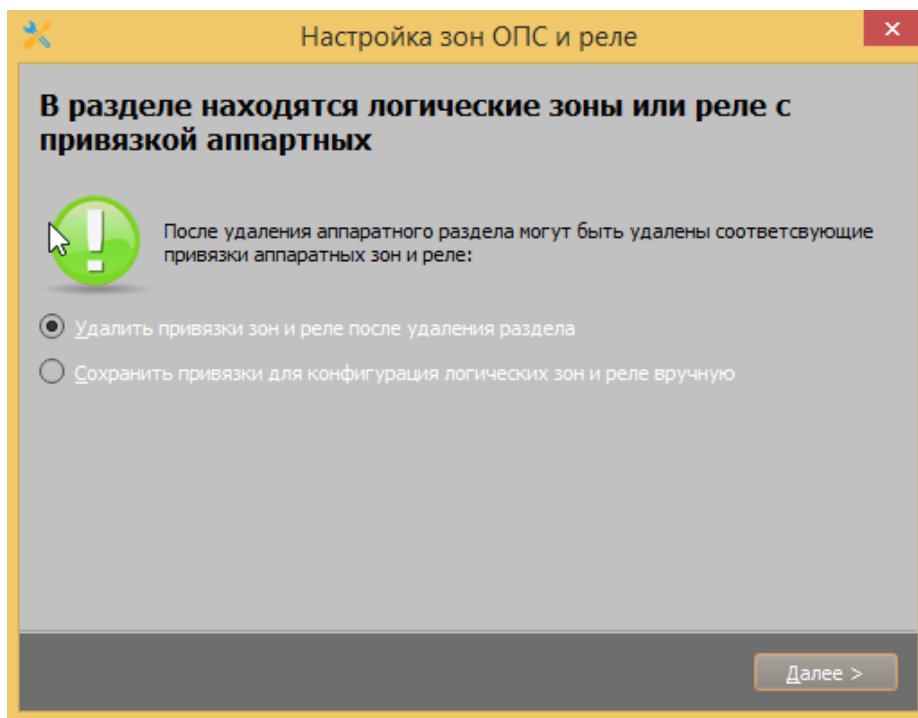 Настройка зон ОПС и реле
В разделе находятся логические зоны или реле с
привязкой аппартных
После удаления аппаратного раздела могут быть удалены соответсвующие
привязки аппаратных зон и реле:
Удалить привязки зон и реле после удаления раздела
Сохранить привязки для конфигурация логических зон и реле вручную
Далее >